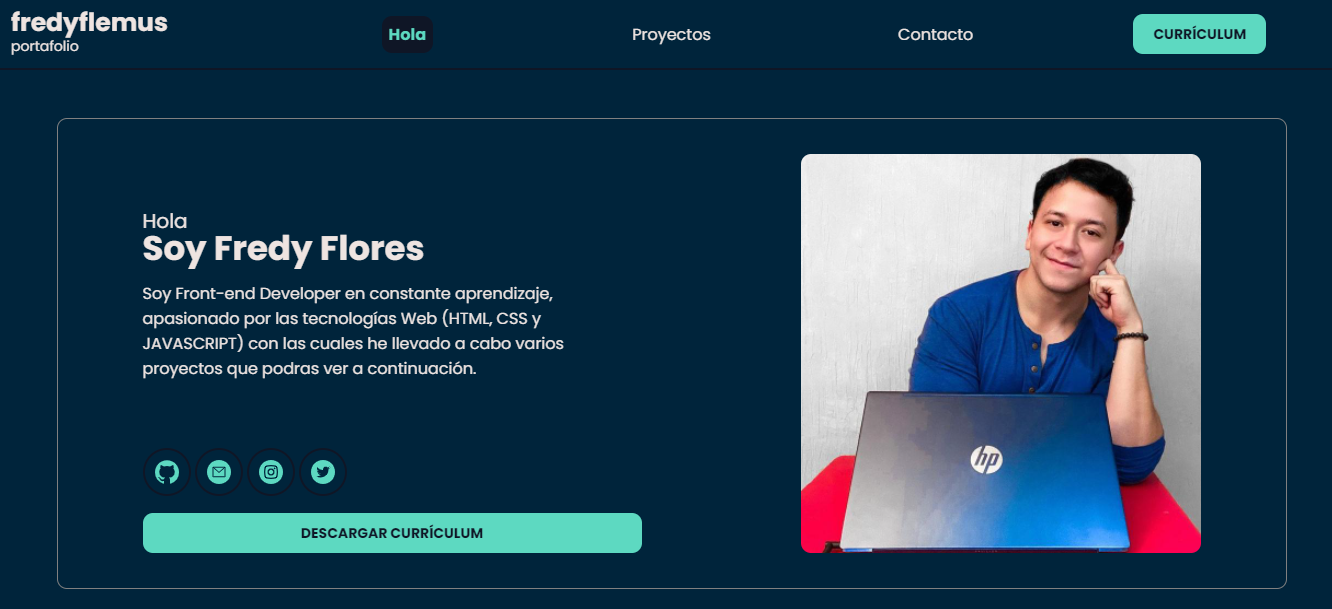 fredyflemus
portafolio
Hola
Proyectos
Contacto
CURRÍCULUM
Hola
Soy Fredy Flores
Soy Front-end Developer en constante aprendizaje,
apasionado por las tecnologías Web (HTML, CSS y
JAVASCRIPT) con las cuales he llevado a cabo varios
proyectos que podras ver a continuación.
DESCARGAR CURRÍCULUM
hp